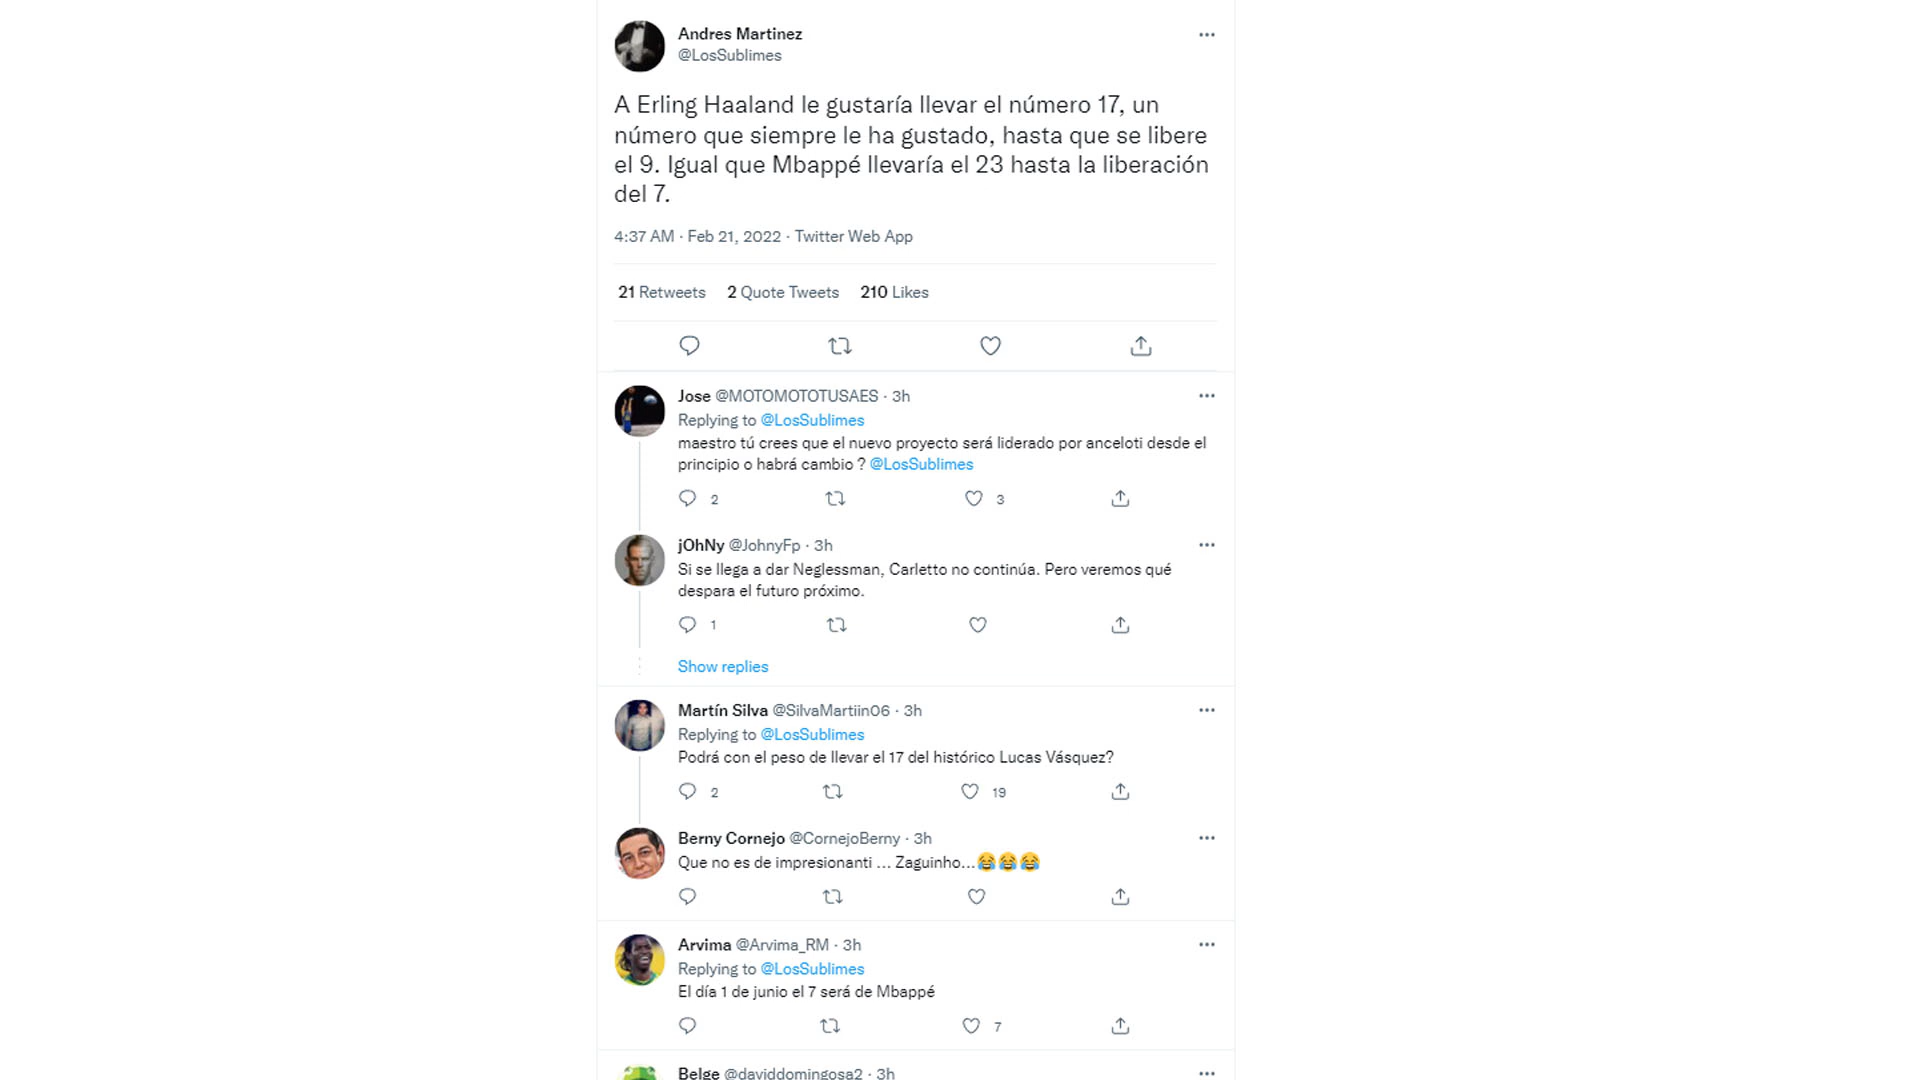 Andres Martinez
@LosSublimes
A Erling Haaland le gustaría llevar el número 17, un
número que siempre le ha gustado, hasta que se libere
el 9. Igual que Mbappé llevaría el 23 hasta la liberación
del 7.
4:37 AM · Feb 21, 2022 · Twitter Web App
21 Retweets 2 Quote Tweets 210 Likes
Jose @MOTOMOTOTUSAES · 3h
Replying to @LosSublimes
maestro tú crees que el nuevo proyecto será liderado por anceloti desde el
principio o habrá cambio ? @LosSublimes
2 3
jOhNy @JohnyFp · 3h
Si se llega a dar Neglessman, Carletto no continúa. Pero veremos qué
despara el futuro próximo.
1
Show replies
Martín Silva @SilvaMartiin06 · 3h
Replying to @LosSublimes
Podrá con el peso de llevar el 17 del histórico Lucas Vásquez?
2 19
Berny Cornejo @CornejoBerny · 3h
Que no es de impresionanti ... Zaguinho...😂😂😂
Arvima @Arvima_RM · 3h
Replying to @LosSublimes
El día 1 de junio el 7 será de Mbappé
7
Belge @daviddomingosa2 · 3h